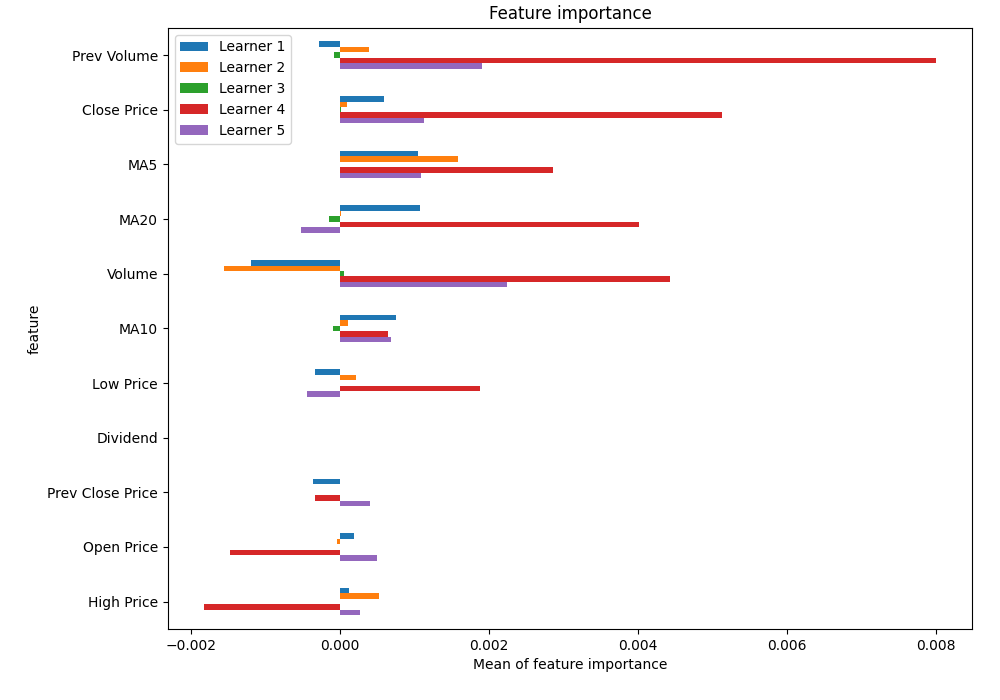 Feature importance
Learner 1
Learner 2
Learner 3
Learner 4
Learner 5
Prev Volume
Close Price
MA5
MA20
Volume
MA10
Low Price
Dividend
Prev Close Price
Open Price
High Price
feature
−0.002 0.000 0.002 0.004 0.006 0.008
Mean of feature importance